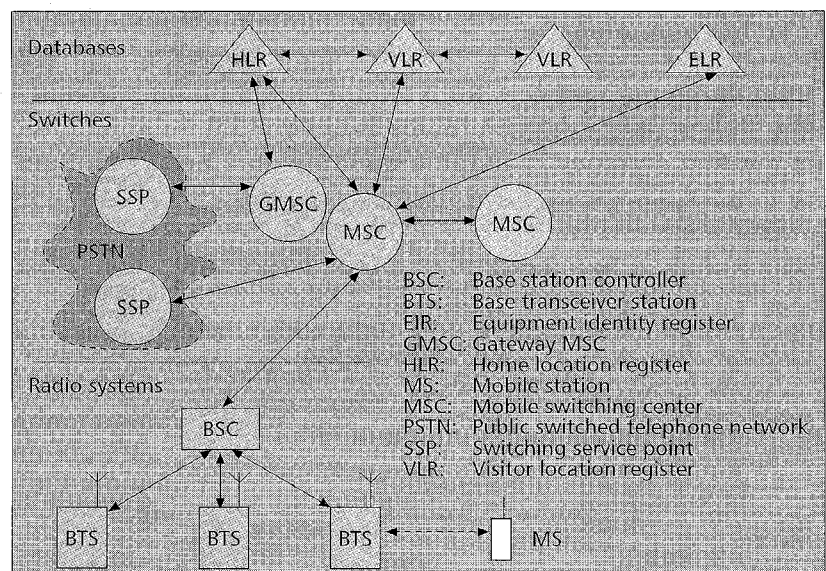 Databases
HLR
VLR
VLR
ELR
Switches
SSP
GMSC
MSC
MSC
PSTN
SSP
BSC: Base station controller
BTS: Base transceiver station
EIR: Equipment identity register
GMSC: Gateway MSC
HLR: Home location register
MS: Mobile station
MSC: Mobile switching center
PSTN: Public switched telephone network
SSP: Switching service point
VLR: Visitor location register
Radio systems
BSC
BTS
BTS
BTS
MS